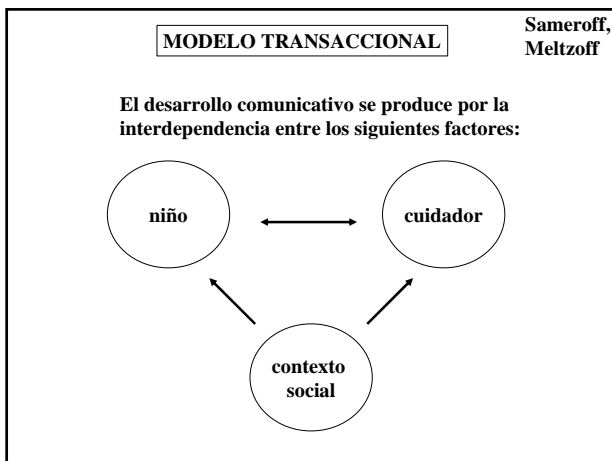 MODELO TRANSACCIONAL
Sameroff,
Meltzoff
El desarrollo comunicativo se produce por la
interdependencia entre los siguientes factores:
niño
cuidador
contexto
social